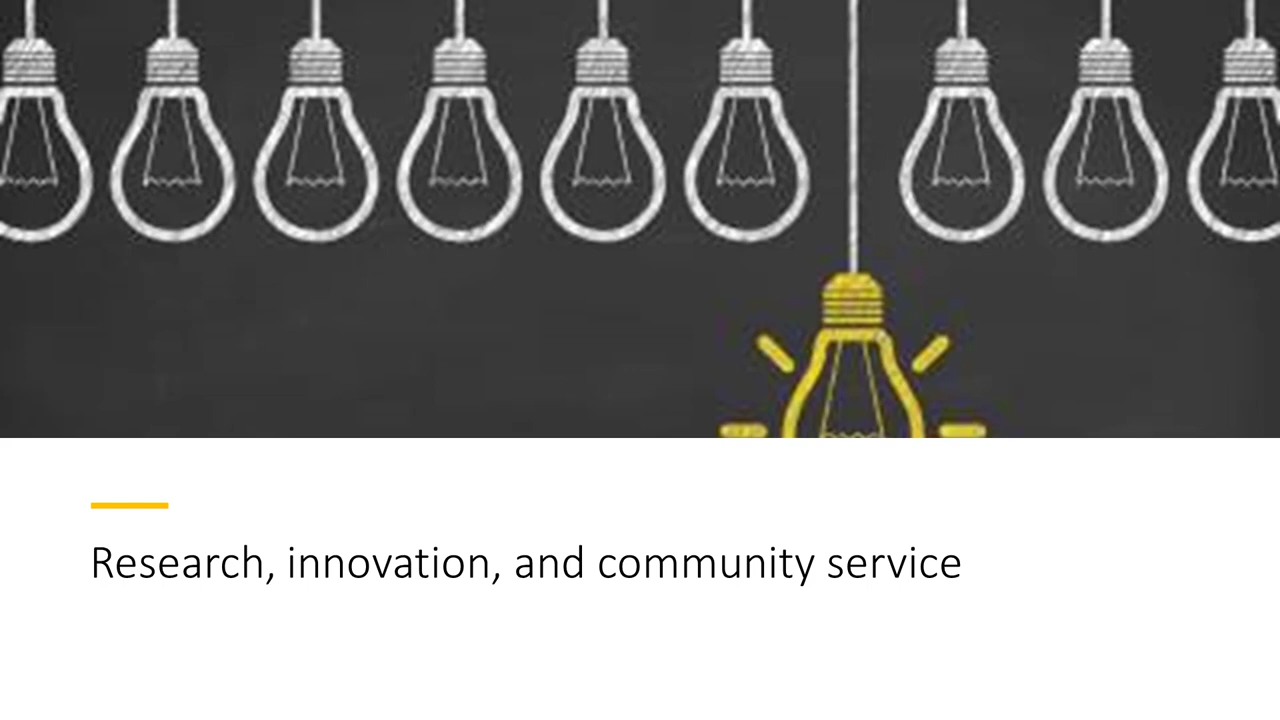 Research, innovation, and community service